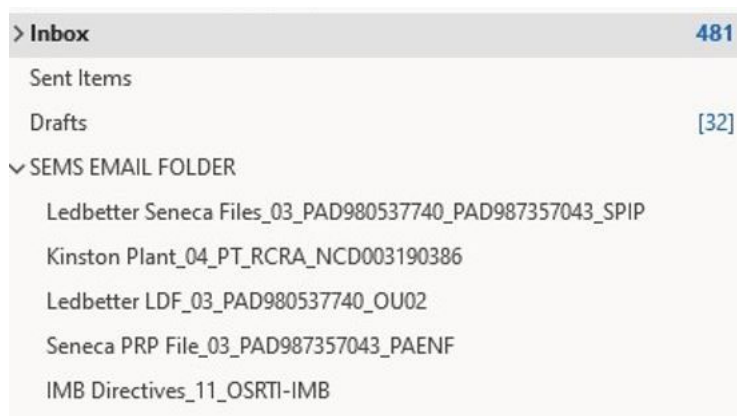 Inbox 481
Sent Items
Drafts [32]
SEMS EMAIL FOLDER
Ledbetter Seneca Files_03_PAD980537740_PAD987357043_SPIP
Kinston Plant_04_PT_RCRA_NCD003190386
Ledbetter LDF_03_PAD980537740_OU02
Seneca PRP File_03_PAD987357043_PAENF
IMB Directives_11_OSRTI-IMB